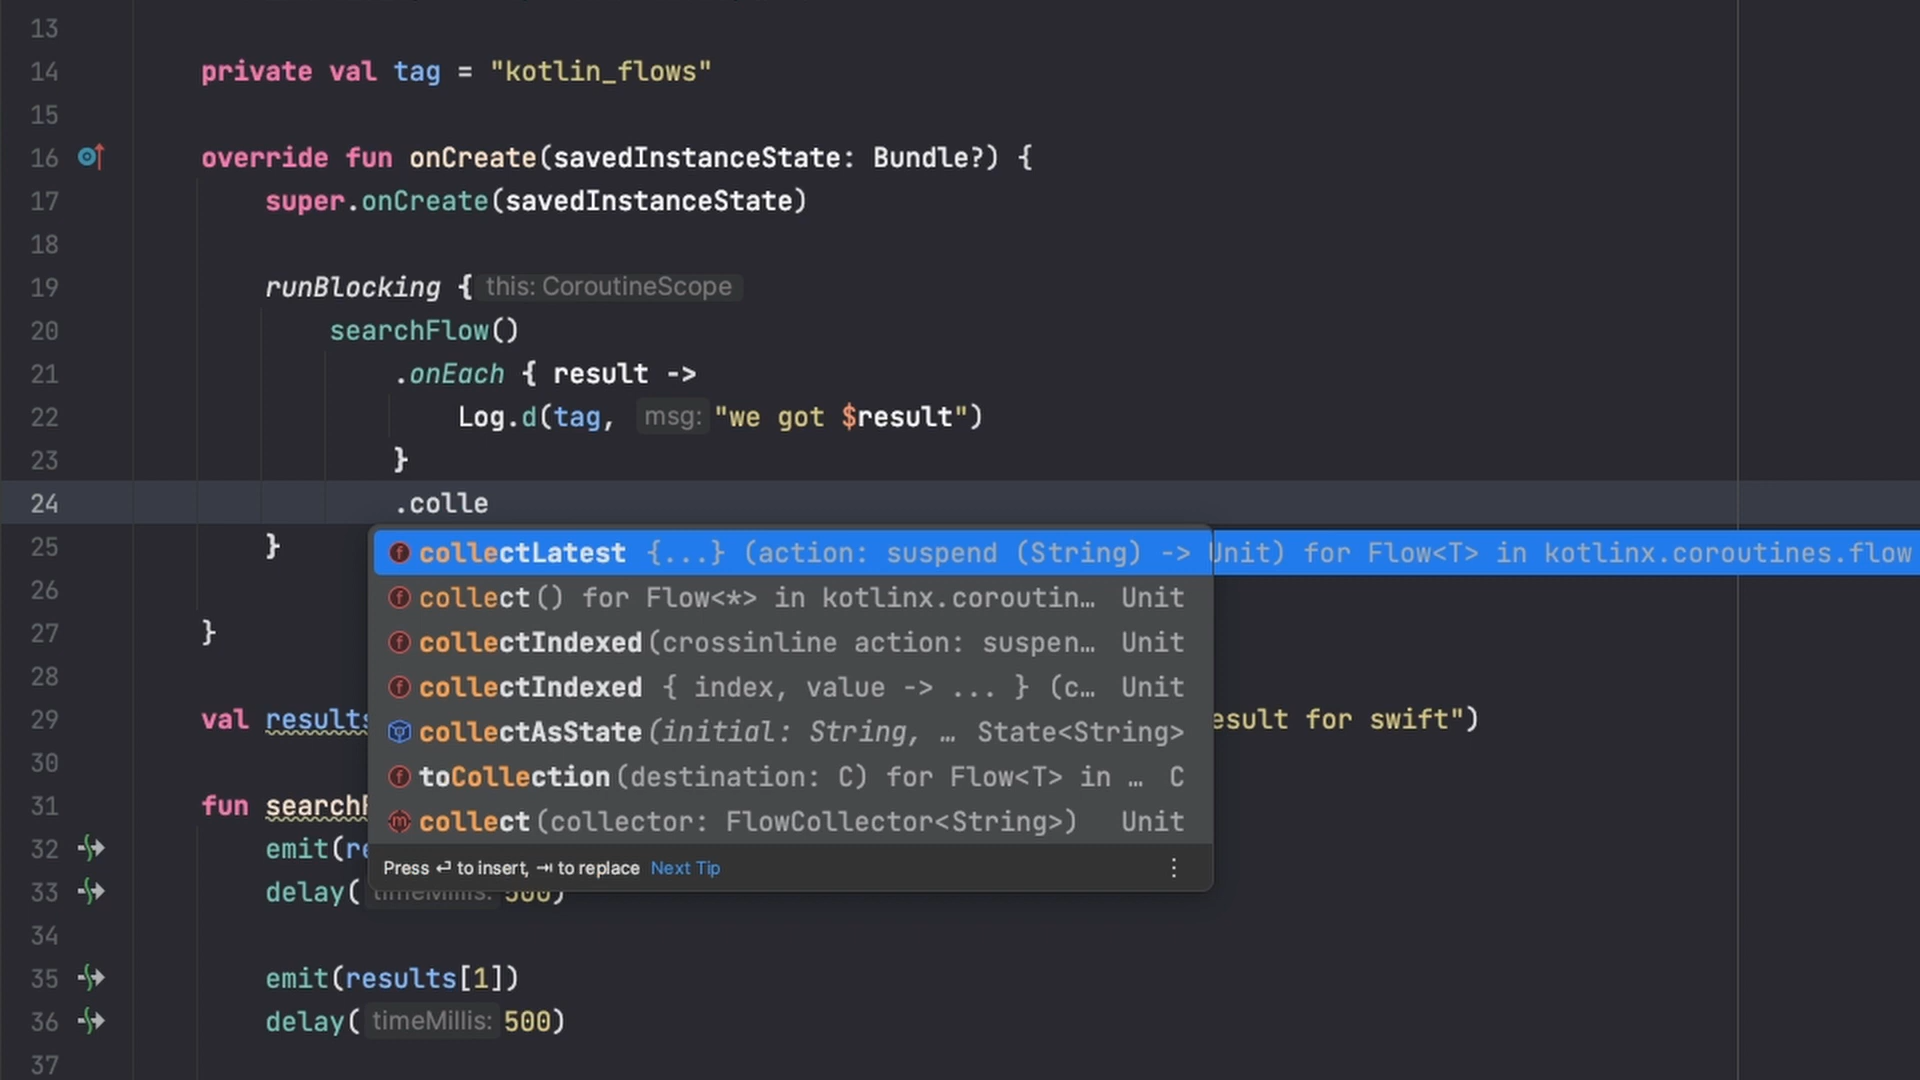 13
14 private val tag = "kotlin_flows"
15
16 override fun onCreate(savedInstanceState: Bundle?) {
17 super.onCreate(savedInstanceState)
18
19 runBlocking { this: CoroutineScope
20 searchFlow()
21 .onEach { result ->
22 Log.d(tag, msg: "we got $result")
23 }
24 .colle
25 }
collectLatest {...} (action: suspend (String) -> Unit) for Flow<T> in kotlinx.coroutines.flow
26
collect() for Flow<*> in kotlinx.coroutin… Unit
27 }
collectIndexed(crossinline action: suspen… Unit
28
collectIndexed { index, value -> ... } (c… Unit
29 val results esult for swift")
collectAsState(initial: String, … State<String>
30
toCollection(destination: C) for Flow<T> in … C
31 fun search
collect(collector: FlowCollector<String>) Unit
32 emit(re
Press ⏎ to insert, ⇥ to replace Next Tip
33 delay( timeMillis: 500)
34
35 emit(results[1])
36 delay( timeMillis: 500)
37